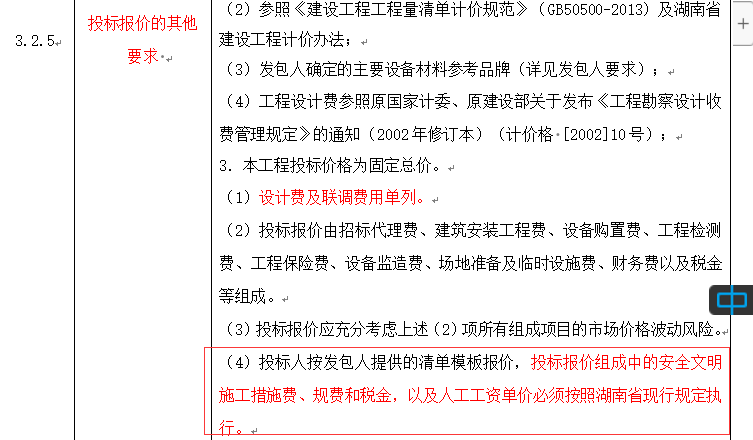 （2）参照《建设工程工程量清单计价规范》（GB50500-2013）及湖南省
建设工程计价办法；
（3）发包人确定的主要设备材料参考品牌（详见发包人要求）；
（4）工程设计费参照原国家计委、原建设部关于发布《工程勘察设计收
费管理规定》的通知（2002年修订本）（计价格 [2002]10号）；
3. 本工程投标价格为固定总价。
（1）设计费及联调费用单列。
（2）投标报价由招标代理费、建筑安装工程费、设备购置费、工程检测
费、工程保险费、设备监造费、场地准备及临时设施费、财务费以及税金
等组成。
（3）投标报价应充分考虑上述（2）项所有组成项目的市场价格波动风险。
（4）投标人按发包人提供的清单模板报价，投标报价组成中的安全文明
施工措施费、规费和税金，以及人工工资单价必须按照湖南省现行规定执
行。
3.2.5
投标报价的其他
要求
中